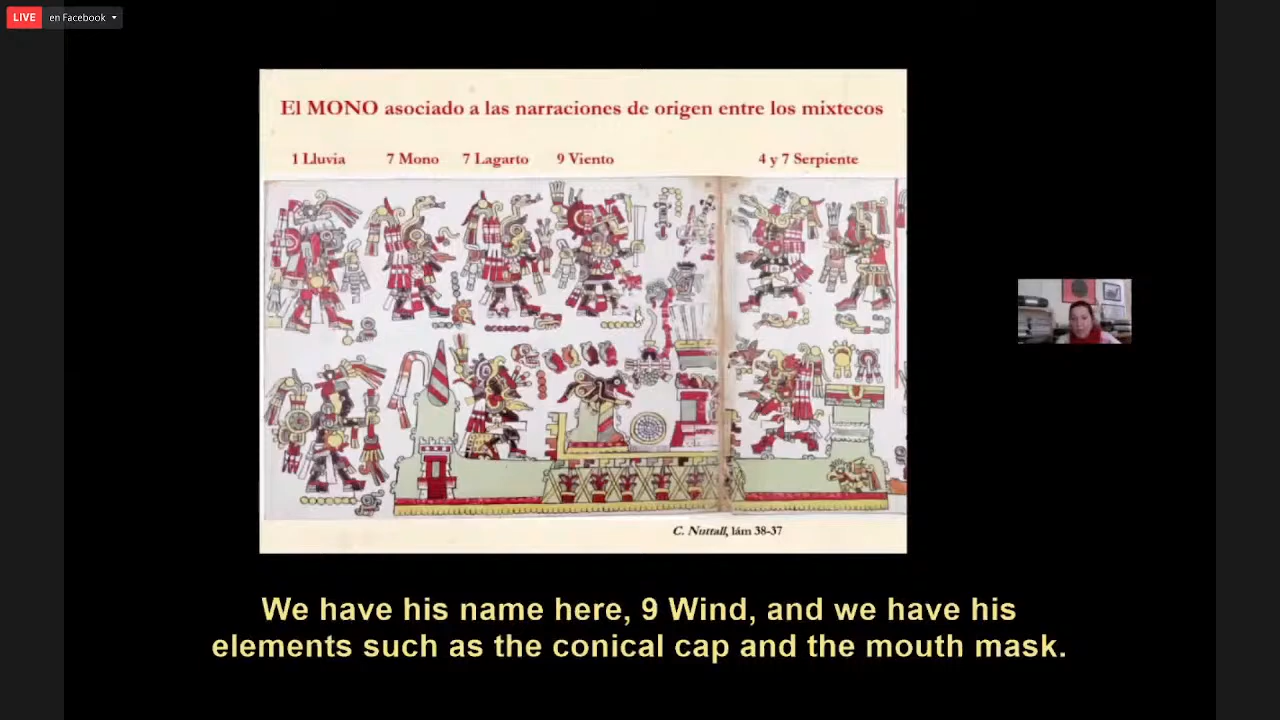 LIVE en Facebook
El MONO asociado a las narraciones de origen entre los mixtecos
1 Lluvia 7 Mono 7 Lagarto 9 Viento 4 y 7 Serpiente
C. Nuttall, lám 38-37
We have his name here, 9 Wind, and we have his
elements such as the conical cap and the mouth mask.